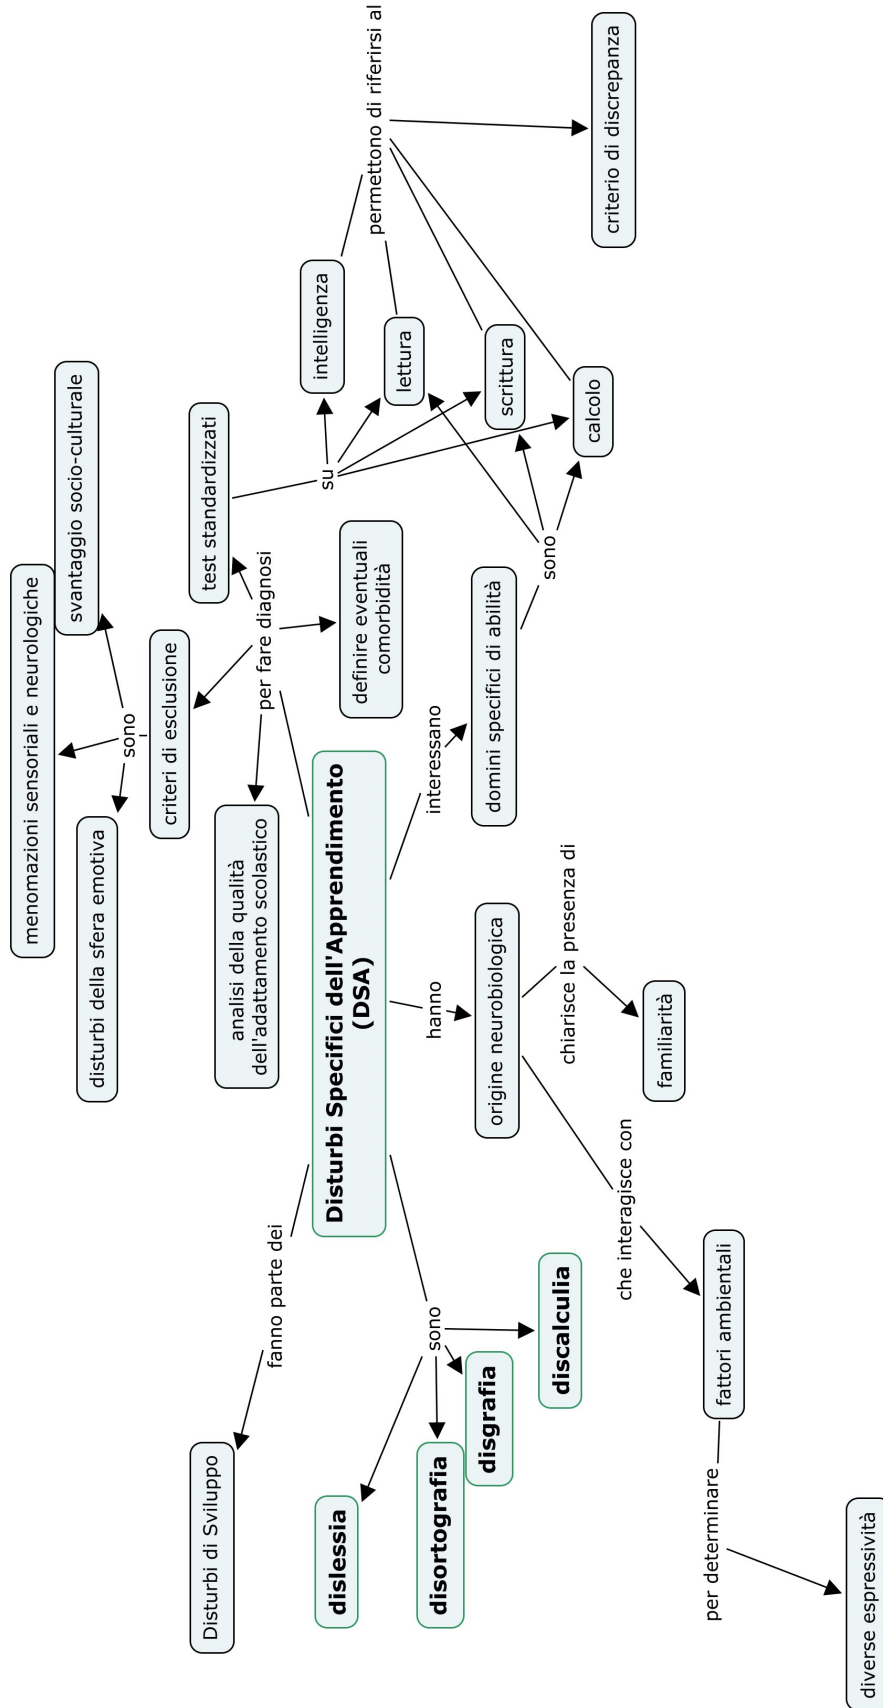 Disturbi Specifici dell'Apprendimento
(DSA)
fanno parte dei
Disturbi di Sviluppo
sono
dislessia
disortografia
disgrafia
discalculia
hanno
origine neurobiologica
chiarisce la presenza di
familiarità
che interagisce con
fattori ambientali
per determinare
diverse espressività
interessano
domini specifici di abilità
sono
per fare diagnosi
analisi della qualità
dell'adattamento scolastico
criteri di esclusione
sono
disturbi della sfera emotiva
menomazioni sensoriali e neurologiche
svantaggio socio-culturale
definire eventuali
comorbidità
test standardizzati
su
intelligenza
lettura
scrittura
calcolo
permettono di riferirsi al
criterio di discrepanza